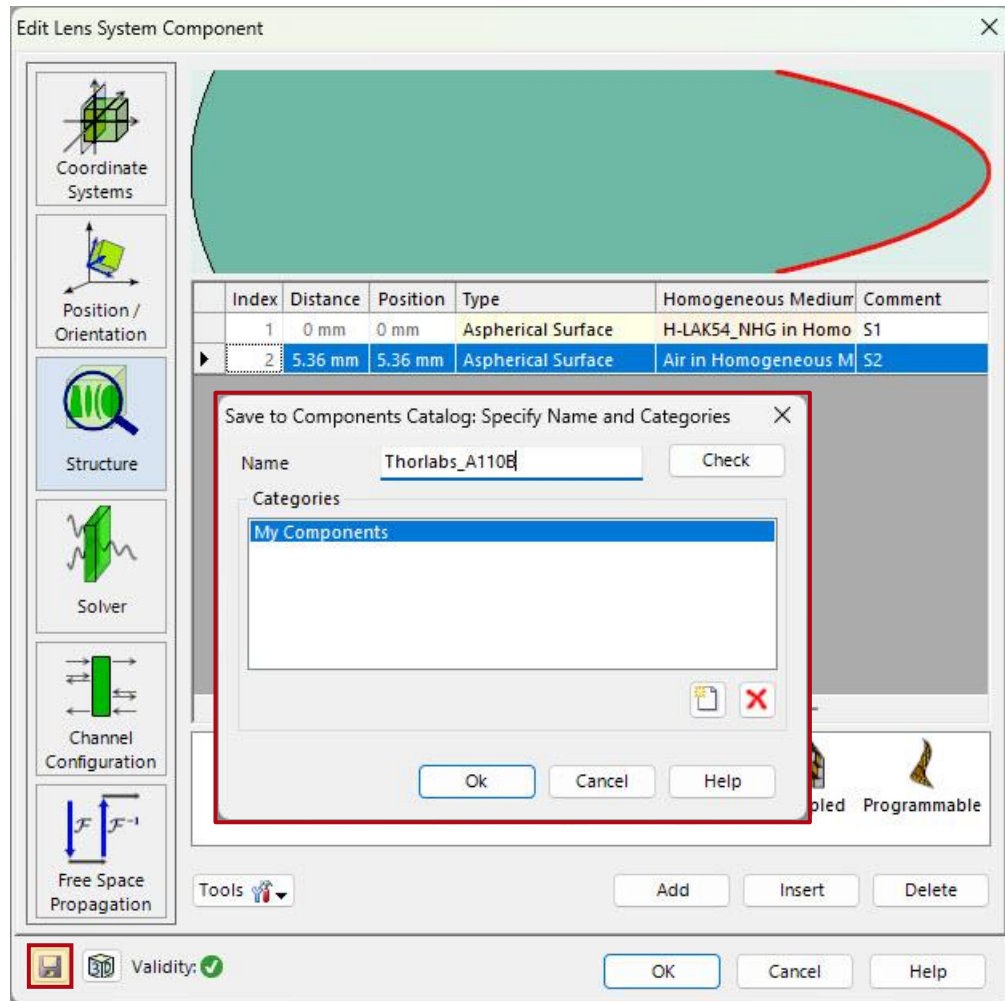 Edit Lens System Component
Coordinate
Systems
Position /
Orientation
Structure
Solver
Channel
Configuration
F F-1
Free Space
Propagation
Index Distance Position Type Homogeneous Medium Comment
1 0 mm 0 mm Aspherical Surface H-LAK54_NHG in Homo S1
2 5.36 mm 5.36 mm Aspherical Surface Air in Homogeneous M S2
Save to Components Catalog: Specify Name and Categories
Name Thorlabs_A110B Check
Categories
My Components
Ok Cancel Help
Programmable
Tools
Add Insert Delete
3D Validity:
OK Cancel Help